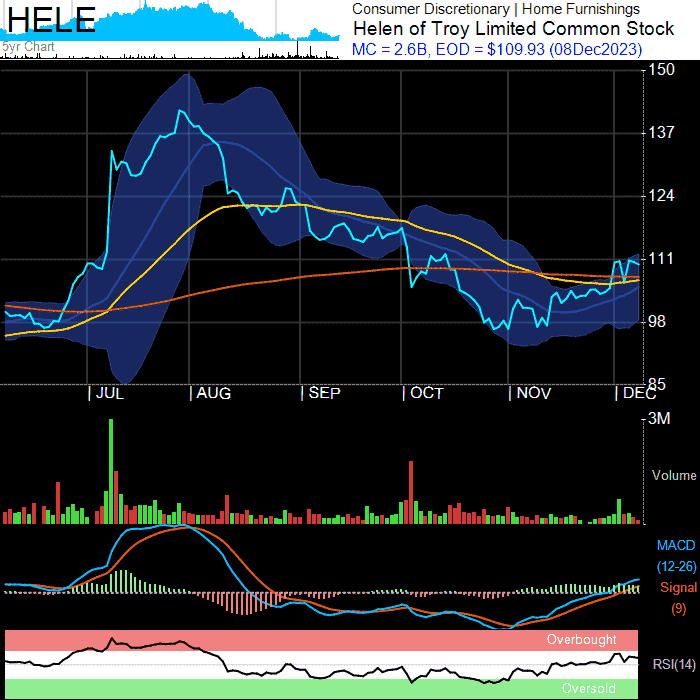 HELE
5yr Chart
Consumer Discretionary | Home Furnishings
Helen of Troy Limited Common Stock
MC = 2.6B, EOD = $109.93 (08Dec2023)
150
137
124
111
98
85
JUL AUG SEP OCT NOV DEC
3M
Volume
MACD
(12-26)
Signal
(9)
Overbought
RSI(14)
Oversold